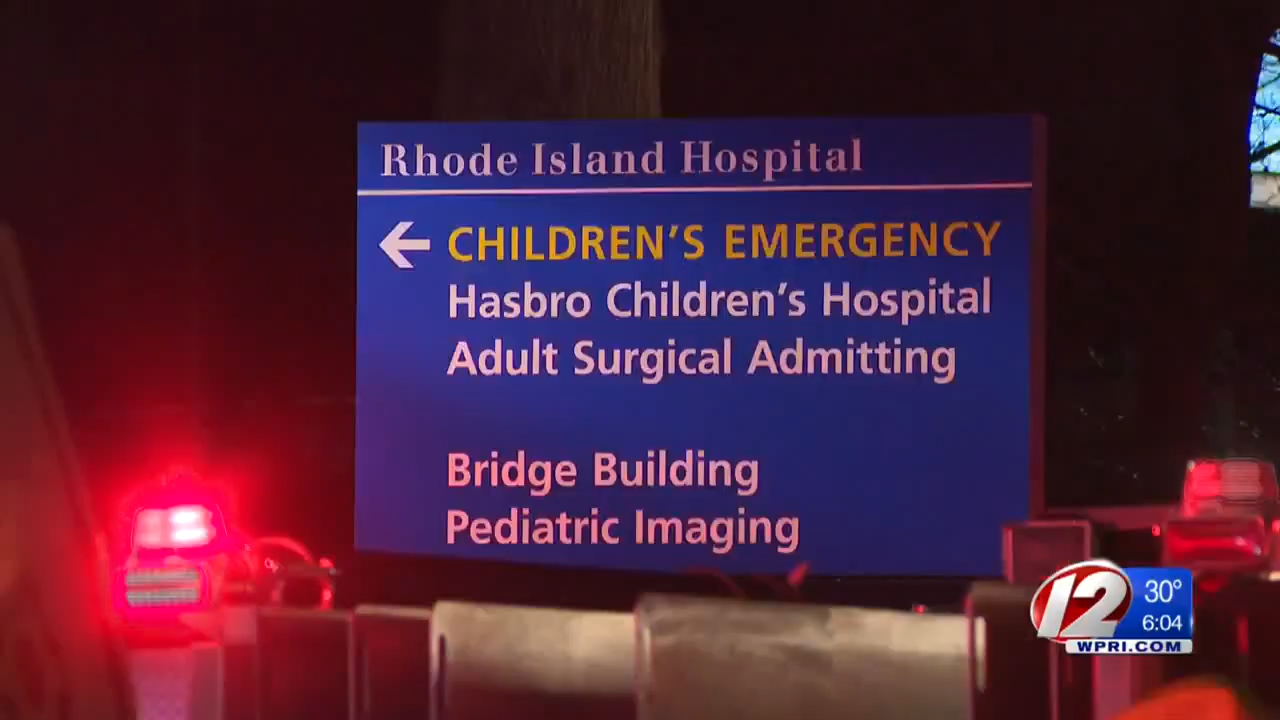 Rhode Island Hospital
← CHILDREN'S EMERGENCY
Hasbro Children's Hospital
Adult Surgical Admitting
Bridge Building
Pediatric Imaging
12 30°
6:04
WPRI.COM